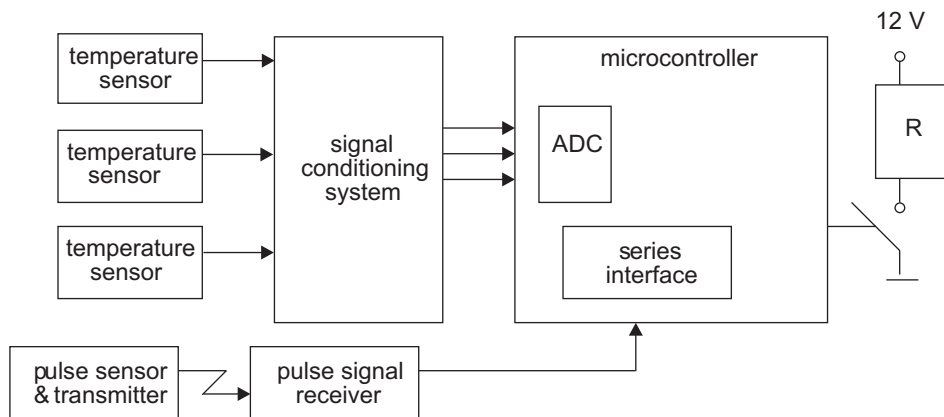 12 V
temperature
sensor
temperature
sensor
temperature
sensor
signal
conditioning
system
microcontroller
ADC
series
interface
R
pulse sensor
& transmitter
pulse signal
receiver